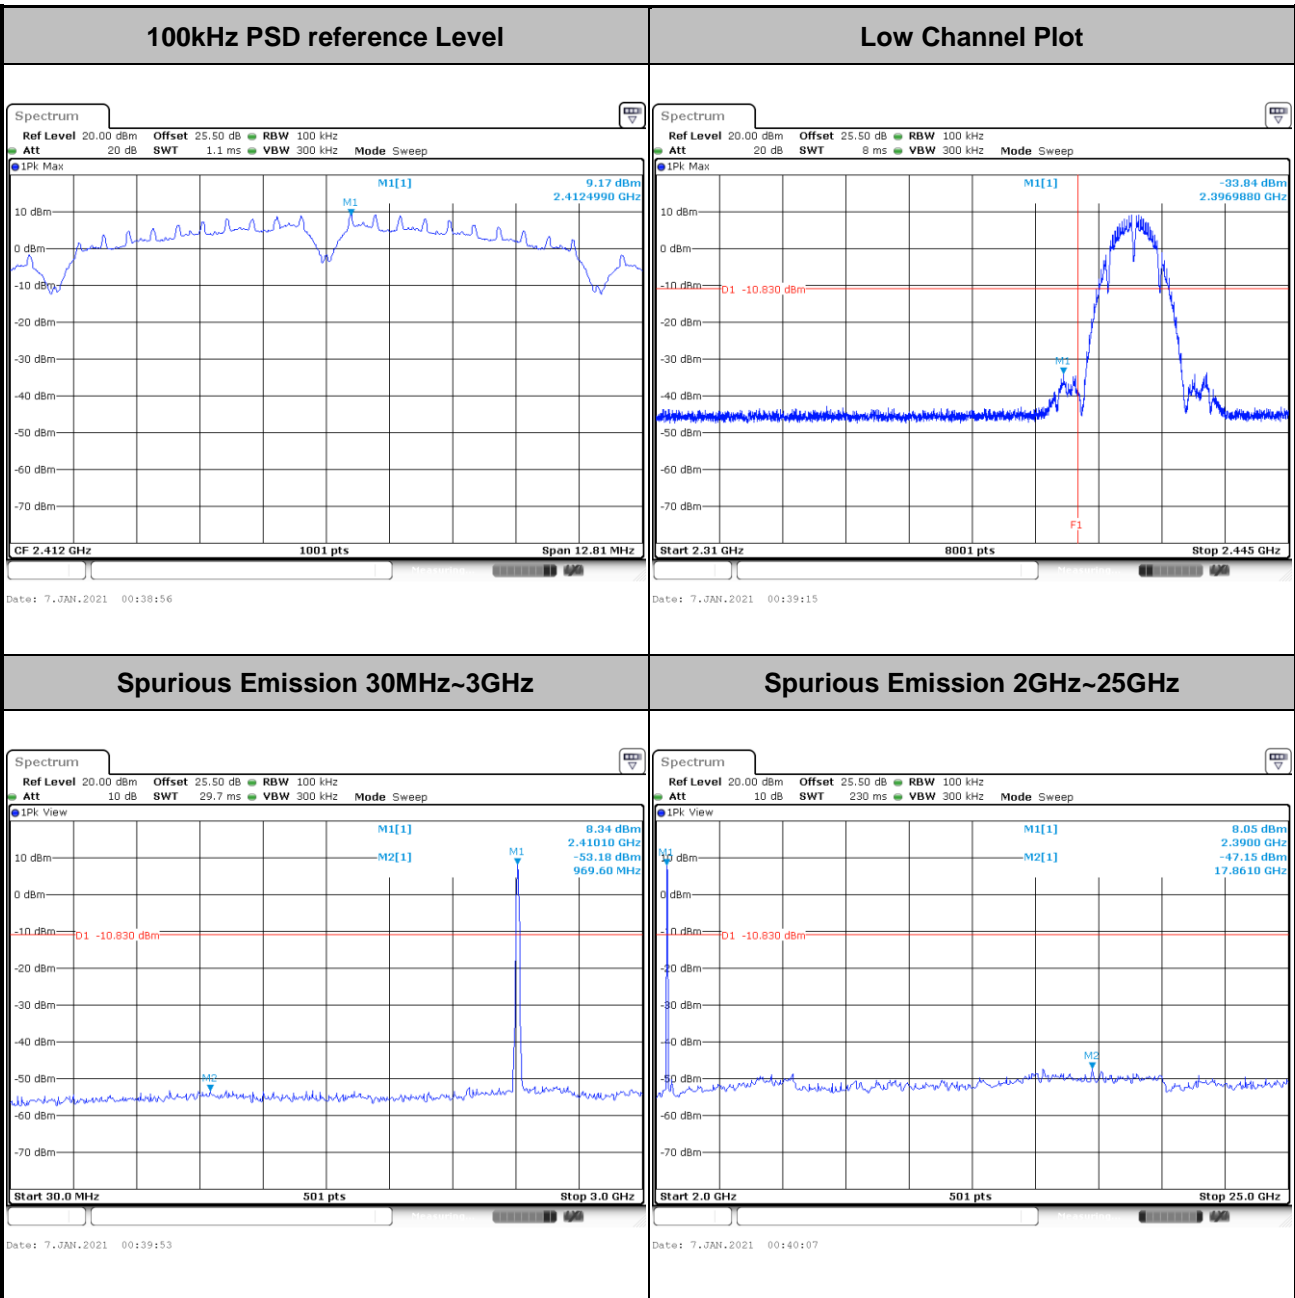 100kHz PSD reference Level
Low Channel Plot
Spectrum
Ref Level 20.00 dBm Offset 25.50 dB RBW 100 kHz
Att 20 dB SWT 1.1 ms VBW 300 kHz Mode Sweep
1Pk Max
M1[1] 9.17 dBm
2.4124990 GHz
M1
10 dBm
0 dBm
-10 dBm
-20 dBm
-30 dBm
-40 dBm
-50 dBm
-60 dBm
-70 dBm
CF 2.412 GHz 1001 pts Span 12.81 MHz
Measuring
Date: 7.JAN.2021 00:38:56
Spectrum
Ref Level 20.00 dBm Offset 25.50 dB RBW 100 kHz
Att 20 dB SWT 8 ms VBW 300 kHz Mode Sweep
1Pk Max
M1[1] -33.84 dBm
2.3969880 GHz
10 dBm
0 dBm
-10 dBm
D1 -10.830 dBm
-20 dBm
-30 dBm
M1
-40 dBm
-50 dBm
-60 dBm
-70 dBm
F1
Start 2.31 GHz 8001 pts Stop 2.445 GHz
Measuring
Date: 7.JAN.2021 00:39:15
Spurious Emission 30MHz~3GHz
Spurious Emission 2GHz~25GHz
Spectrum
Ref Level 20.00 dBm Offset 25.50 dB RBW 100 kHz
Att 10 dB SWT 29.7 ms VBW 300 kHz Mode Sweep
1Pk View
M1[1] 8.34 dBm
2.41010 GHz
M2[1] -53.18 dBm
969.60 MHz
M1
10 dBm
0 dBm
-10 dBm
D1 -10.830 dBm
-20 dBm
-30 dBm
-40 dBm
-50 dBm
M2
-60 dBm
-70 dBm
Start 30.0 MHz 501 pts Stop 3.0 GHz
Measuring
Date: 7.JAN.2021 00:39:53
Spectrum
Ref Level 20.00 dBm Offset 25.50 dB RBW 100 kHz
Att 10 dB SWT 230 ms VBW 300 kHz Mode Sweep
1Pk View
M1[1] 8.05 dBm
2.3900 GHz
M2[1] -47.15 dBm
17.8610 GHz
M1
10 dBm
0 dBm
-10 dBm
D1 -10.830 dBm
-20 dBm
-30 dBm
-40 dBm
M2
-50 dBm
-60 dBm
-70 dBm
Start 2.0 GHz 501 pts Stop 25.0 GHz
Measuring
Date: 7.JAN.2021 00:40:07